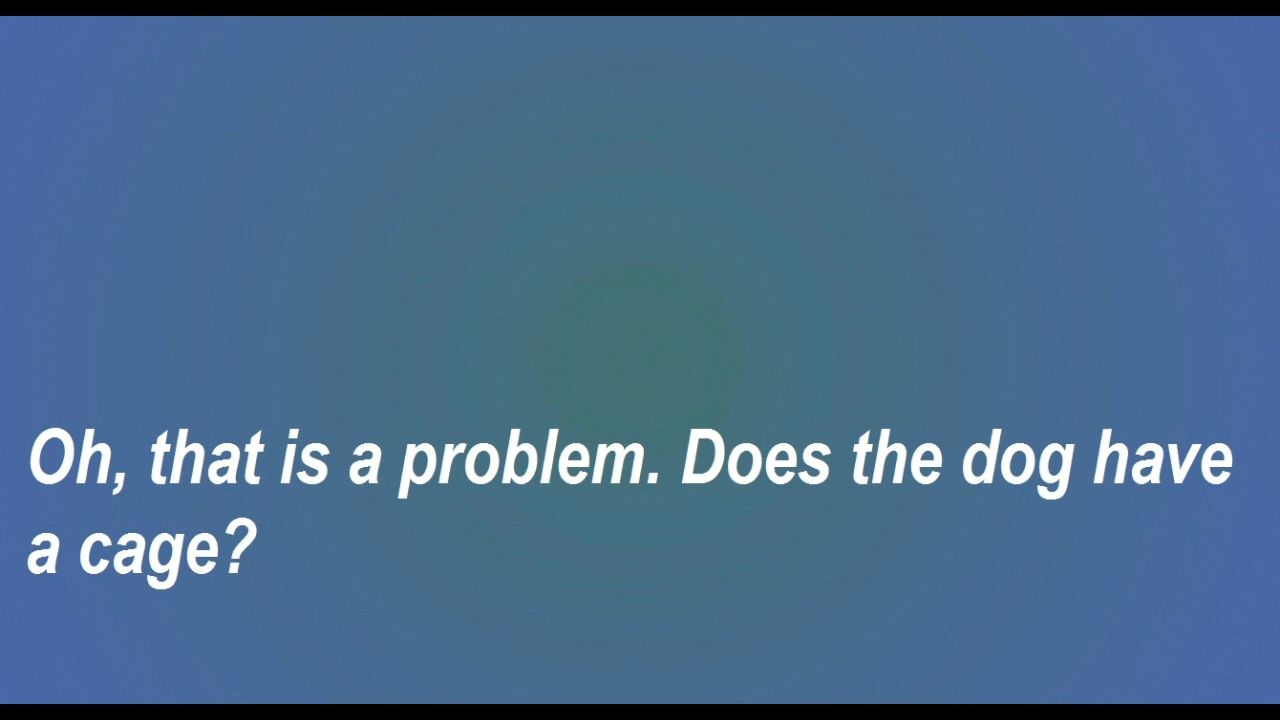 Oh, that is a problem. Does the dog have
a cage?